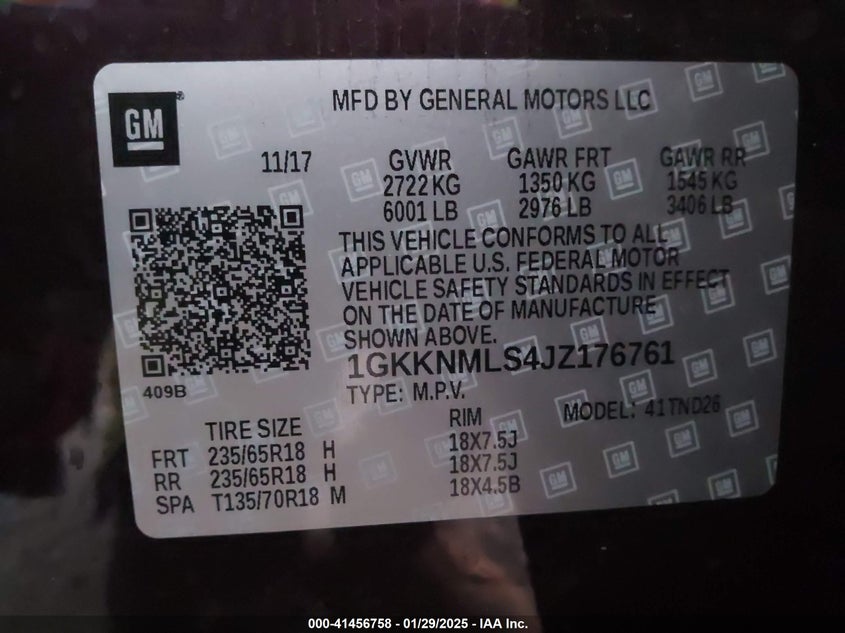 GM
MFD BY GENERAL MOTORS LLC
11/17 GVWR GAWR FRT GAWR RR
2722 KG 1350 KG 1545 KG
6001 LB 2976 LB 3406 LB
THIS VEHICLE CONFORMS TO ALL
APPLICABLE U.S. FEDERAL MOTOR
VEHICLE SAFETY STANDARDS IN EFFECT
ON THE DATE OF MANUFACTURE
SHOWN ABOVE.
1GKKNMLS4JZ176761
409B
TYPE: M.P.V. MODEL: 41TND26
TIRE SIZE RIM
FRT 235/65R18 H 18X7.5J
RR 235/65R18 H 18X7.5J
SPA T135/70R18 M 18X4.5B
000-41456758 - 01/29/2025 - IAA Inc.